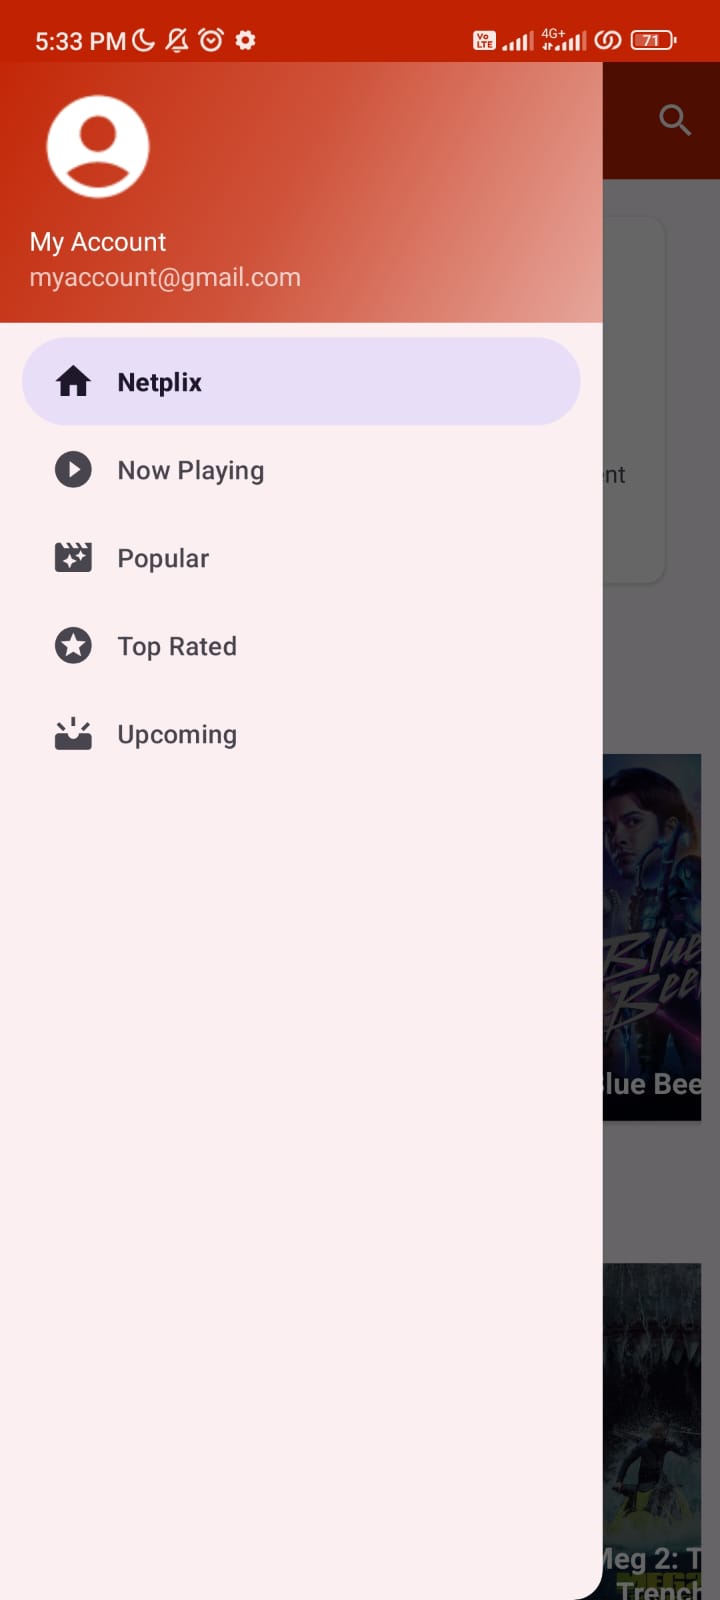 5:33 PM
Vo LTE
4G+
71
My Account
myaccount@gmail.com
Netplix
Now Playing
Popular
Top Rated
Upcoming
nt
Blue
Bee
lue Bee
Meg 2: T
Trench